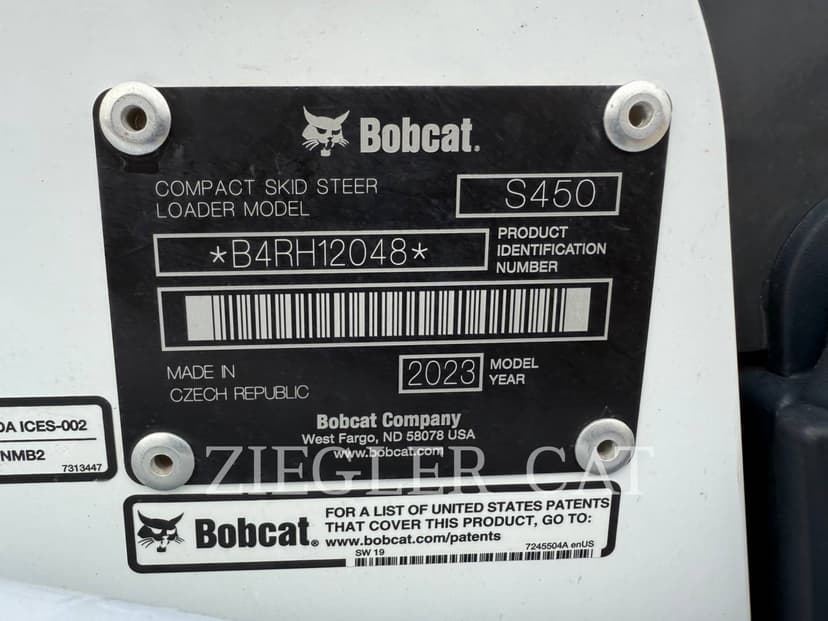 Bobcat.
COMPACT SKID STEER
LOADER MODEL
S450
*B4RH12048*
PRODUCT
IDENTIFICATION
NUMBER
MADE IN
CZECH REPUBLIC
2023
MODEL
YEAR
Bobcat Company
West Fargo, ND 58078 USA
www.bobcat.com
DA ICES-002
NMB2
7313447
ZIEGLER CAT
Bobcat.
FOR A LIST OF UNITED STATES PATENTS
THAT COVER THIS PRODUCT, GO TO:
www.bobcat.com/patents
SW 19
7245504A enUS